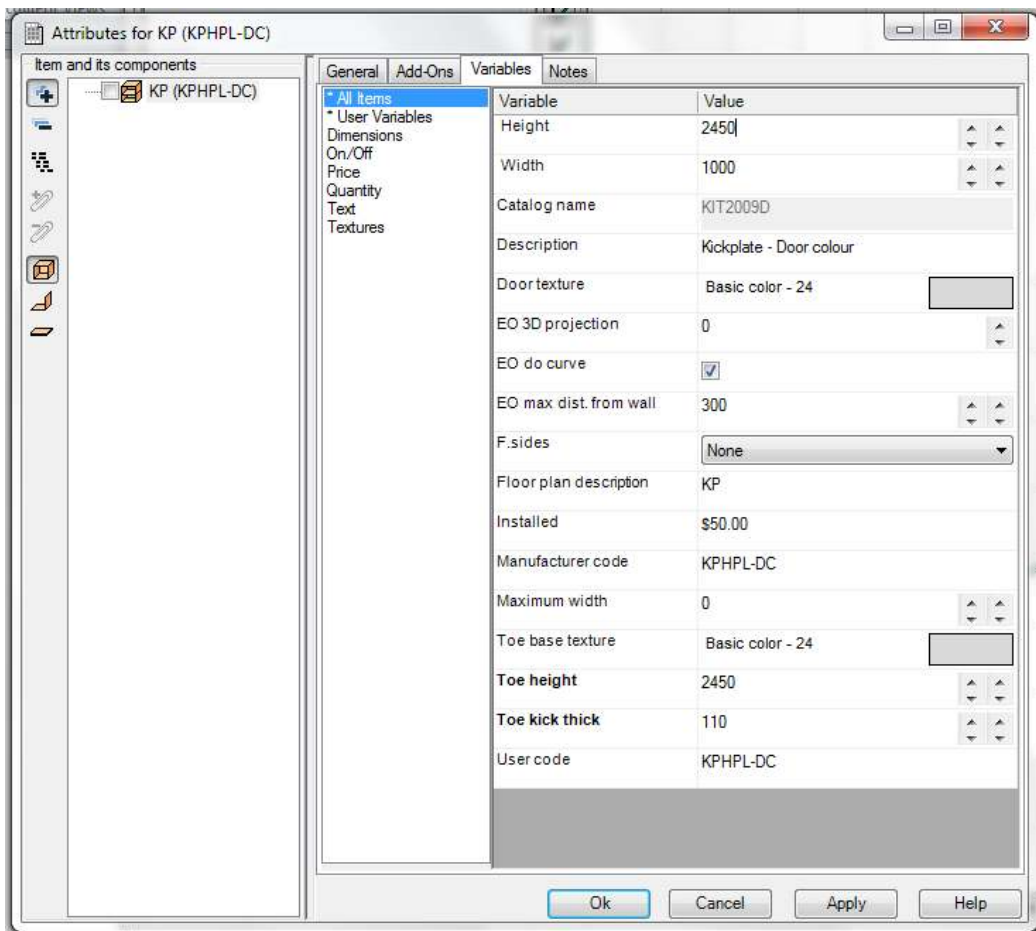 Attributes for KP (KPHPL-DC)
Item and its components
KP (KPHPL-DC)
General Add-Ons Variables Notes
* All Items
* User Variables
Dimensions
On/Off
Price
Quantity
Text
Textures
Variable Value
Height 2450
Width 1000
Catalog name KIT2009D
Description Kickplate - Door colour
Door texture Basic color - 24
EO 3D projection 0
EO do curve
EO max dist. from wall 300
F.sides None
Floor plan description KP
Installed $50.00
Manufacturer code KPHPL-DC
Maximum width 0
Toe base texture Basic color - 24
Toe height 2450
Toe kick thick 110
User code KPHPL-DC
Ok Cancel Apply Help